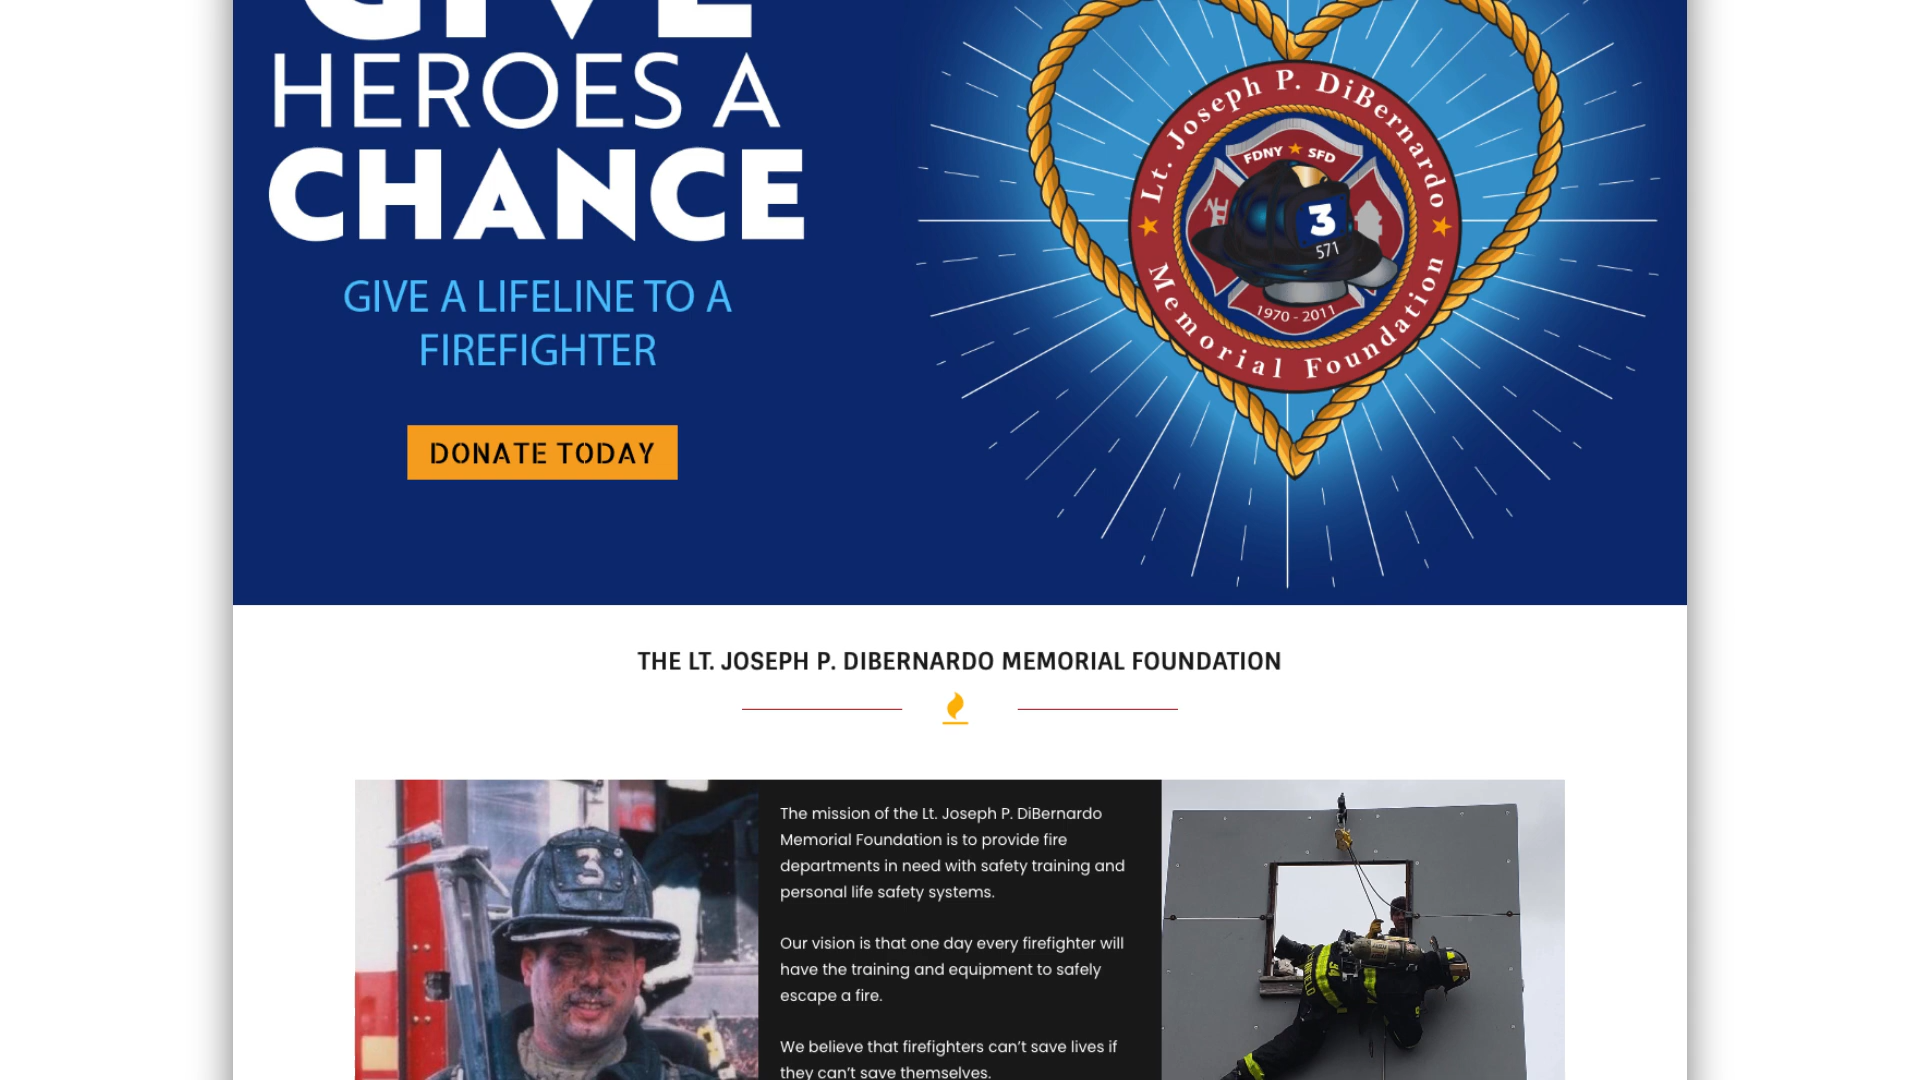 GIVE
HEROES A
CHANCE
GIVE A LIFELINE TO A
FIREFIGHTER
DONATE TODAY
Lt. Joseph P. DiBernardo
FDNY ★ SFD
3
571
1970 - 2011
Memorial Foundation
THE LT. JOSEPH P. DIBERNARDO MEMORIAL FOUNDATION
3
The mission of the Lt. Joseph P. DiBernardo
Memorial Foundation is to provide fire
departments in need with safety training and
personal life safety systems.
Our vision is that one day every firefighter will
have the training and equipment to safely
escape a fire.
We believe that firefighters can’t save lives if
they can’t save themselves.